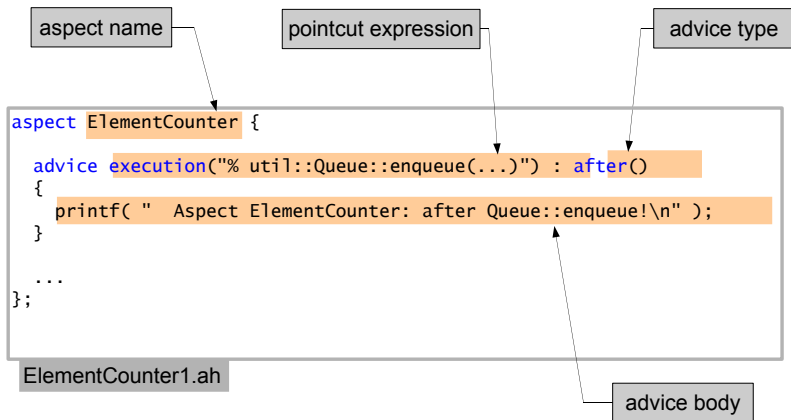 aspect name
pointcut expression
advice type
aspect ElementCounter {
advice execution("% util::Queue::enqueue(...)") : after()
{
printf( "  Aspect ElementCounter: after Queue::enqueue!\n" );
}
...
};
ElementCounter1.ah
advice body